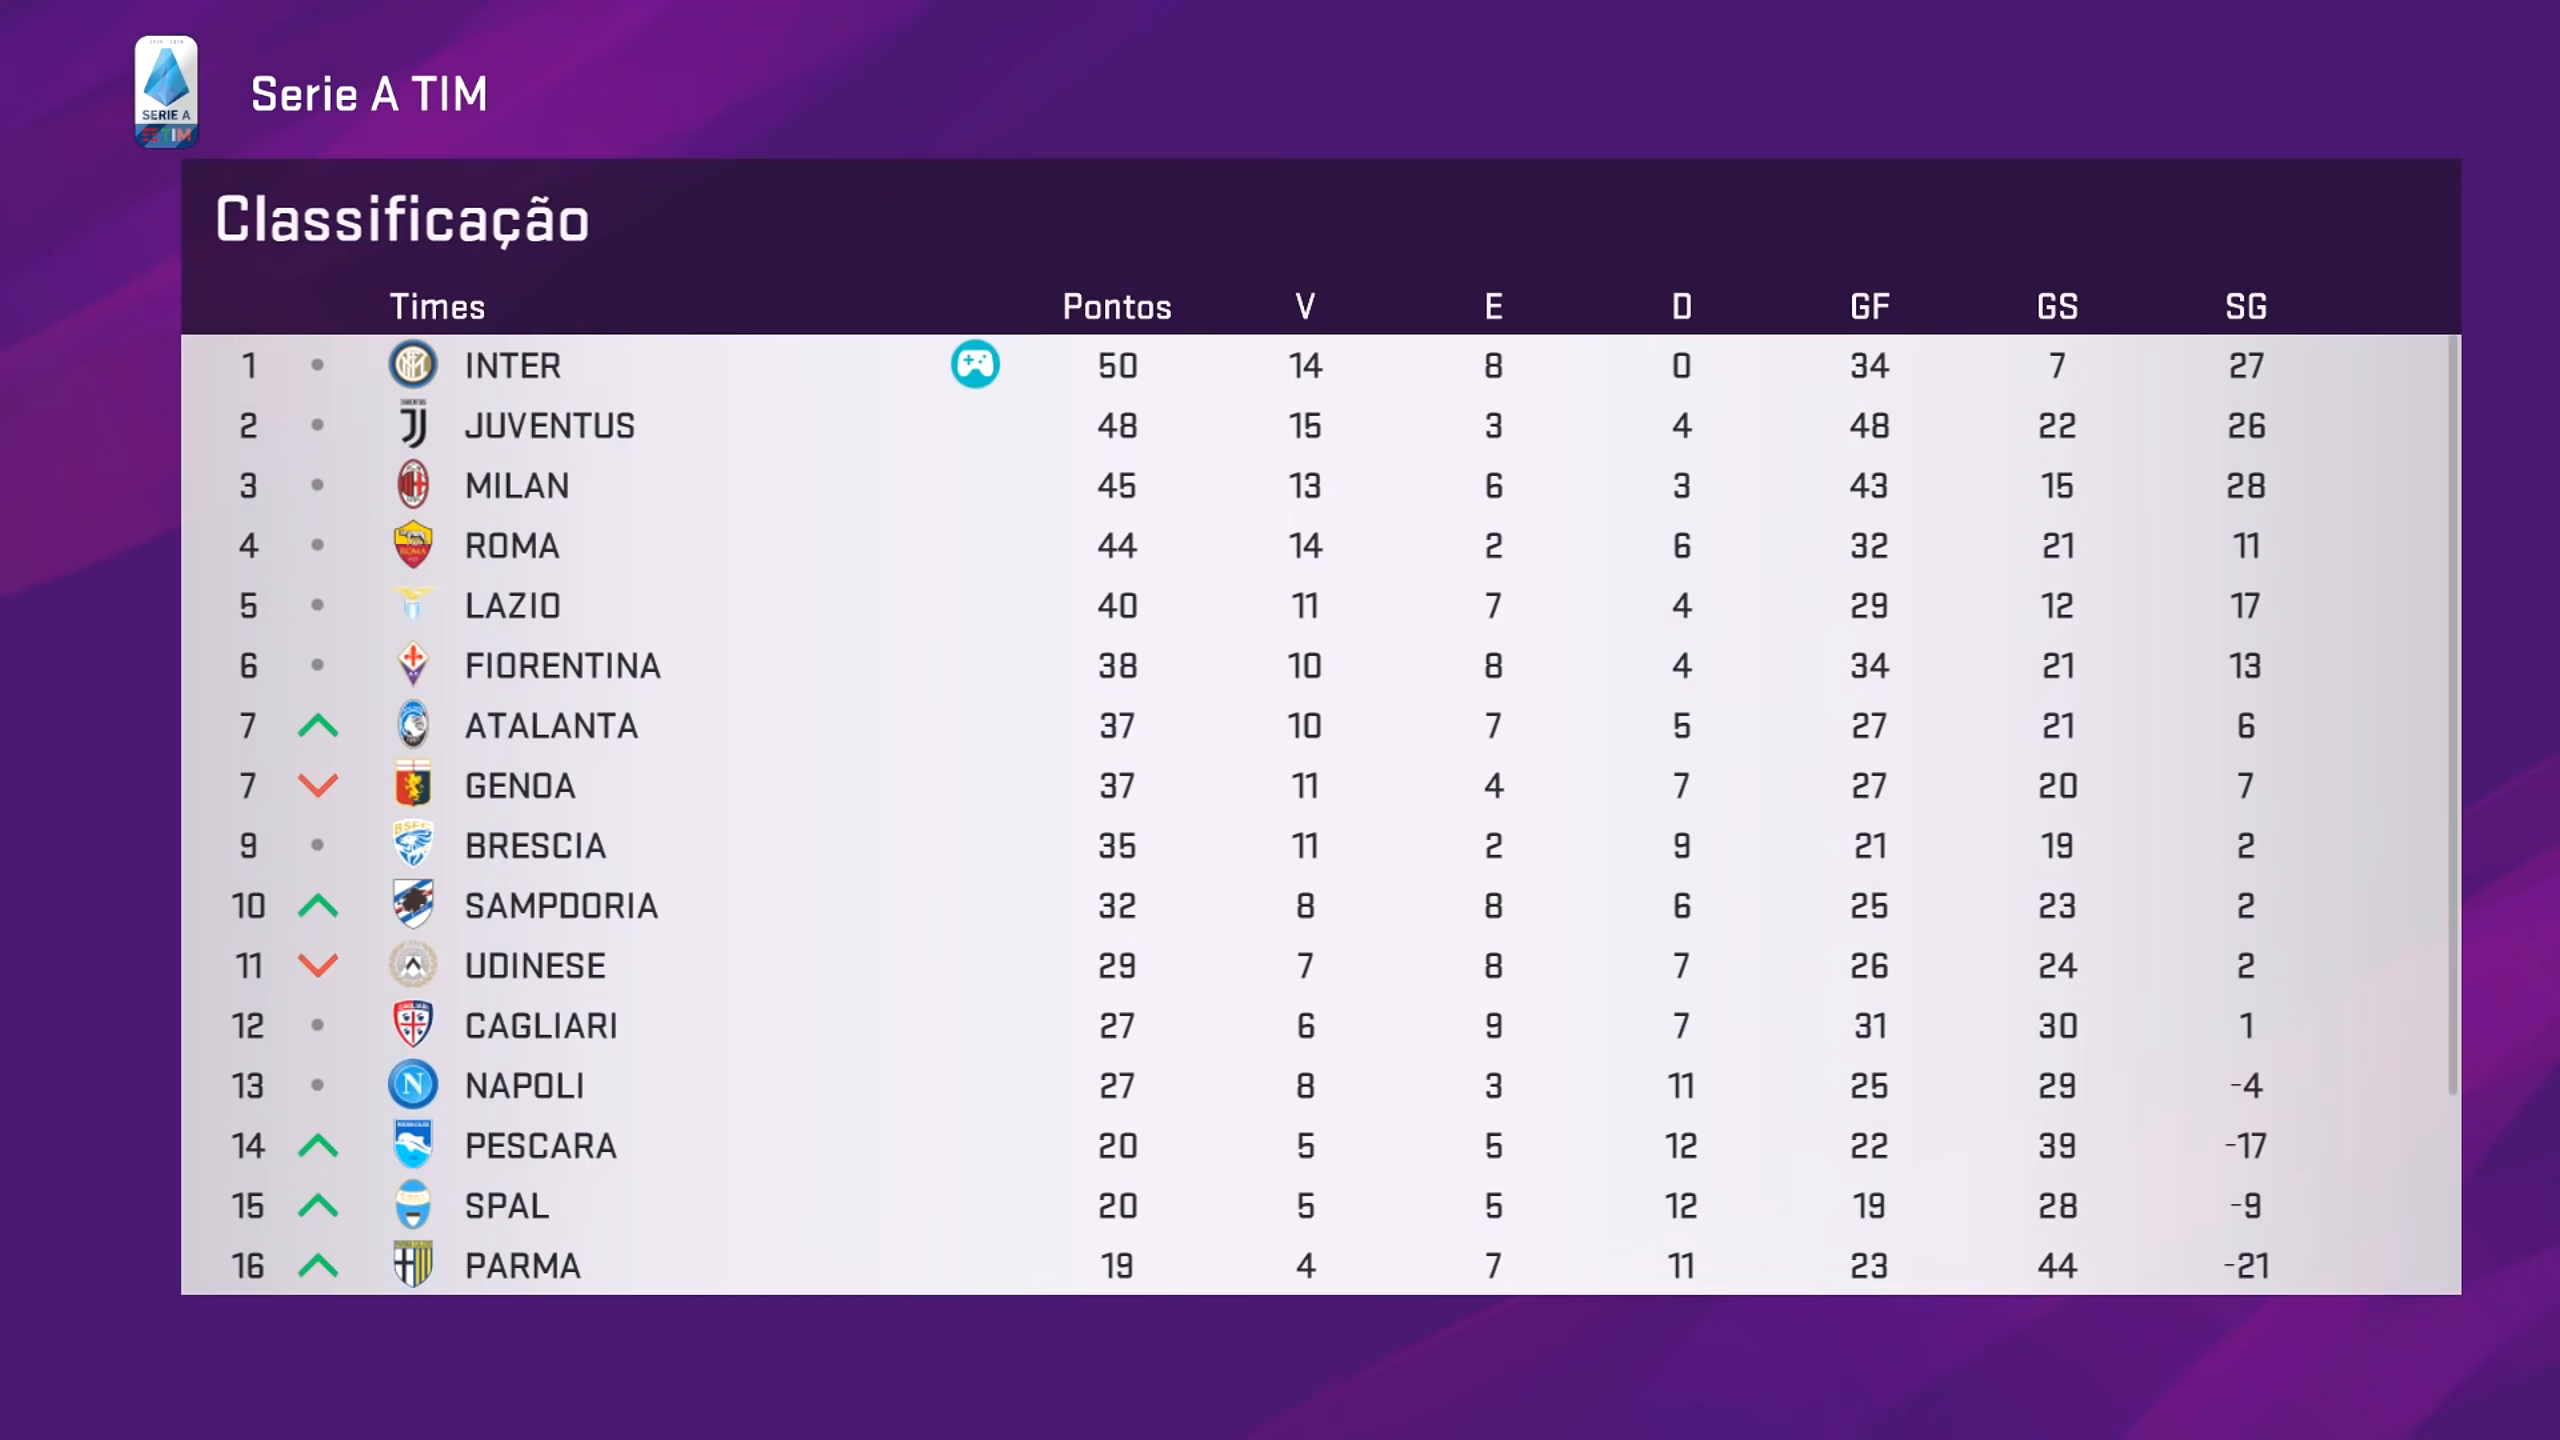 SERIE A
TIM
Serie A TIM
Classificação
Times Pontos V E D GF GS SG
1 INTER 50 14 8 0 34 7 27
2 JUVENTUS 48 15 3 4 48 22 26
3 MILAN 45 13 6 3 43 15 28
4 ROMA 44 14 2 6 32 21 11
5 LAZIO 40 11 7 4 29 12 17
6 FIORENTINA 38 10 8 4 34 21 13
7 ATALANTA 37 10 7 5 27 21 6
7 GENOA 37 11 4 7 27 20 7
9 BRESCIA 35 11 2 9 21 19 2
10 SAMPDORIA 32 8 8 6 25 23 2
11 UDINESE 29 7 8 7 26 24 2
12 CAGLIARI 27 6 9 7 31 30 1
13 NAPOLI 27 8 3 11 25 29 -4
14 PESCARA 20 5 5 12 22 39 -17
15 SPAL 20 5 5 12 19 28 -9
16 PARMA 19 4 7 11 23 44 -21